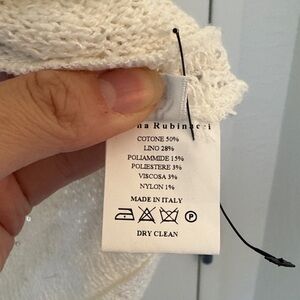 Rubinacci
COTONE 50%
LINO 28%
POLIAMMIDE 15%
POLIESTERE 3%
VISCOSA 3%
NYLON 1%
MADE IN ITALY
DRY CLEAN